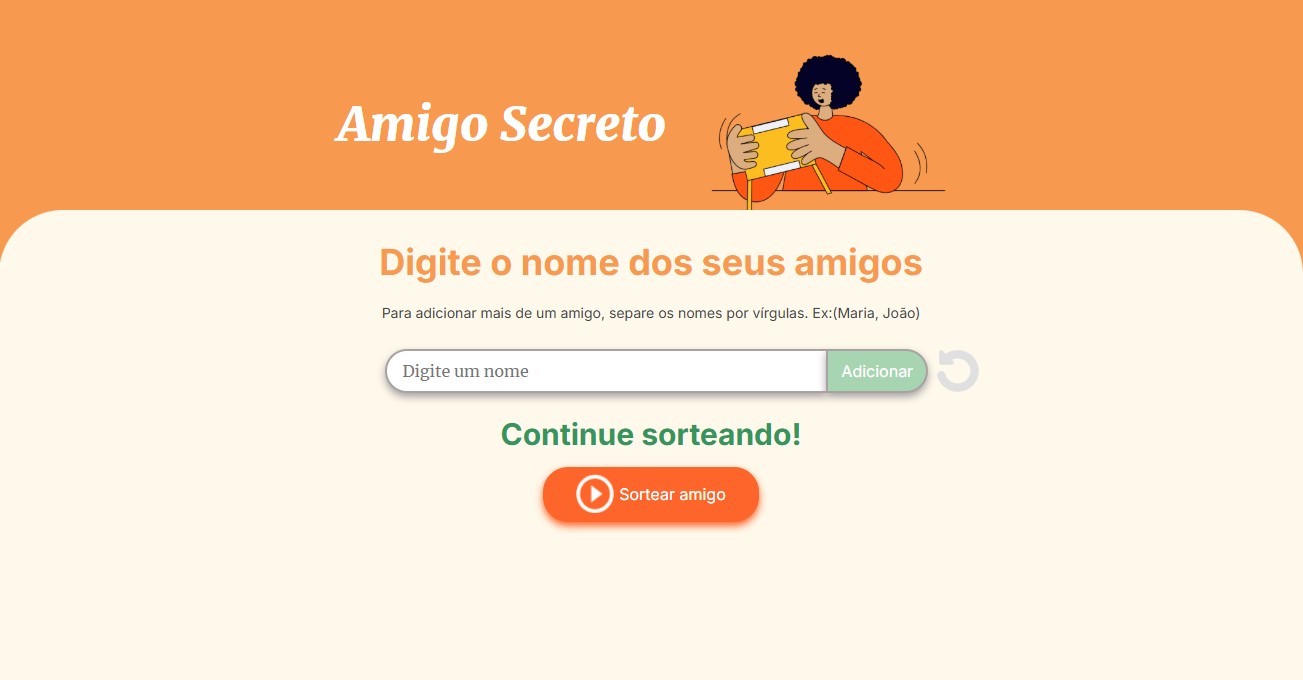 Amigo Secreto
Digite o nome dos seus amigos
Para adicionar mais de um amigo, separe os nomes por vírgulas. Ex:(Maria, João)
Digite um nome
Adicionar
Continue sorteando!
Sortear amigo